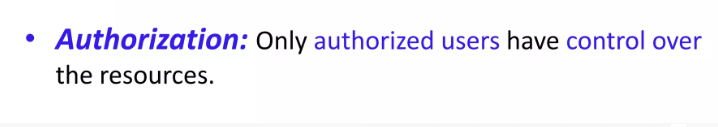 • Authorization: Only authorized users have control over
the resources.